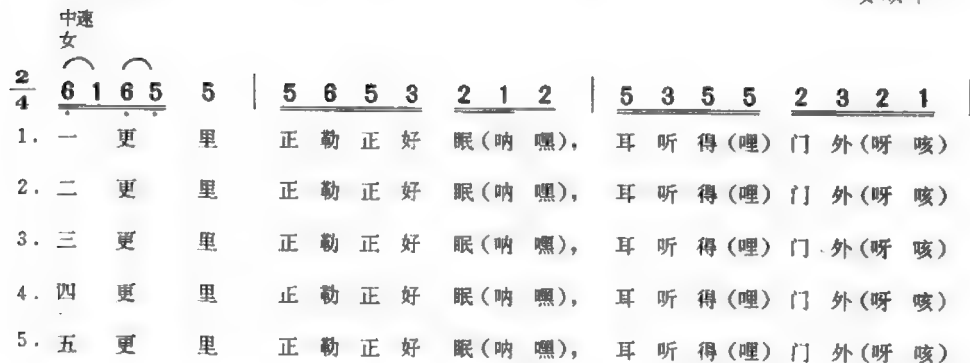 中速
女
2/4 6 1 6 5 5 | 5 6 5 3 2 1 2 | 5 3 5 5 2 3 2 1 |
1. 一 更 里 正 勒 正 好 眠(呐 嘿), 耳 听 得(哩) 门 外(呀 咳)
2. 二 更 里 正 勒 正 好 眠(呐 嘿), 耳 听 得(哩) 门 外(呀 咳)
3. 三 更 里 正 勒 正 好 眠(呐 嘿), 耳 听 得(哩) 门 外(呀 咳)
4. 四 更 里 正 勒 正 好 眠(呐 嘿), 耳 听 得(哩) 门 外(呀 咳)
5. 五 更 里 正 勒 正 好 眠(呐 嘿), 耳 听 得(哩) 门 外(呀 咳)